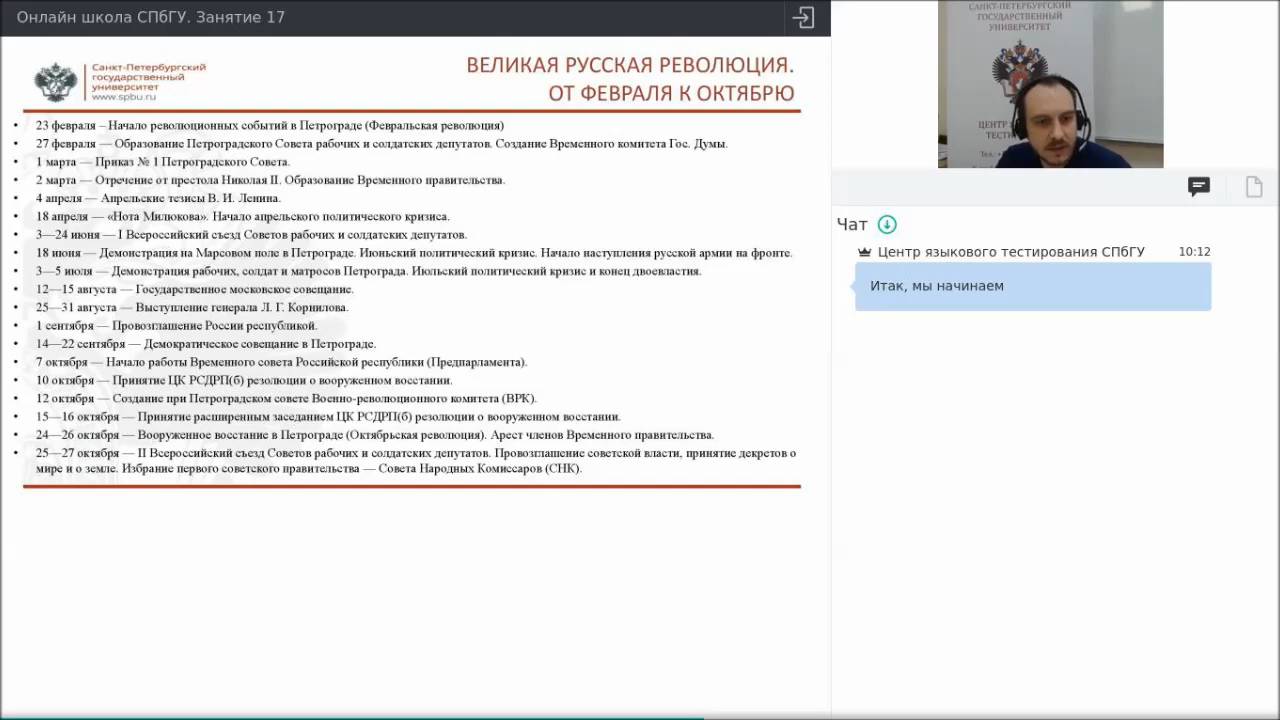 Онлайн школа СПбГУ. Занятие 17
Санкт-Петербургский
государственный
университет
www.spbu.ru
ВЕЛИКАЯ РУССКАЯ РЕВОЛЮЦИЯ.
ОТ ФЕВРАЛЯ К ОКТЯБРЮ
• 23 февраля – Начало революционных событий в Петрограде (Февральская революция)
• 27 февраля — Образование Петроградского Совета рабочих и солдатских депутатов. Создание Временного комитета Гос. Думы.
• 1 марта — Приказ № 1 Петроградского Совета.
• 2 марта — Отречение от престола Николая II. Образование Временного правительства.
• 4 апреля — Апрельские тезисы В. И. Ленина.
• 18 апреля — «Нота Милюкова». Начало апрельского политического кризиса.
• 3—24 июня — I Всероссийский съезд Советов рабочих и солдатских депутатов.
• 18 июня — Демонстрация на Марсовом поле в Петрограде. Июньский политический кризис. Начало наступления русской армии на фронте.
• 3—5 июля — Демонстрация рабочих, солдат и матросов Петрограда. Июльский политический кризис и конец двоевластия.
• 12—15 августа — Государственное московское совещание.
• 25—31 августа — Выступление генерала Л. Г. Корнилова.
• 1 сентября — Провозглашение России республикой.
• 14—22 сентября — Демократическое совещание в Петрограде.
• 7 октября — Начало работы Временного совета Российской республики (Предпарламента).
• 10 октября — Принятие ЦК РСДРП(б) резолюции о вооруженном восстании.
• 12 октября — Создание при Петроградском совете Военно-революционного комитета (ВРК).
• 15—16 октября — Принятие расширенным заседанием ЦК РСДРП(б) резолюции о вооруженном восстании.
• 24—26 октября — Вооруженное восстание в Петрограде (Октябрьская революция). Арест членов Временного правительства.
• 25—27 октября — II Всероссийский съезд Советов рабочих и солдатских депутатов. Провозглашение советской власти, принятие декретов о
мире и о земле. Избрание первого советского правительства — Совета Народных Комиссаров (СНК).
САНКТ-ПЕТЕРБУРГСКИЙ
ГОСУДАРСТВЕННЫЙ
УНИВЕРСИТЕТ
Чат
Центр языкового тестирования СПбГУ 10:12
Итак, мы начинаем